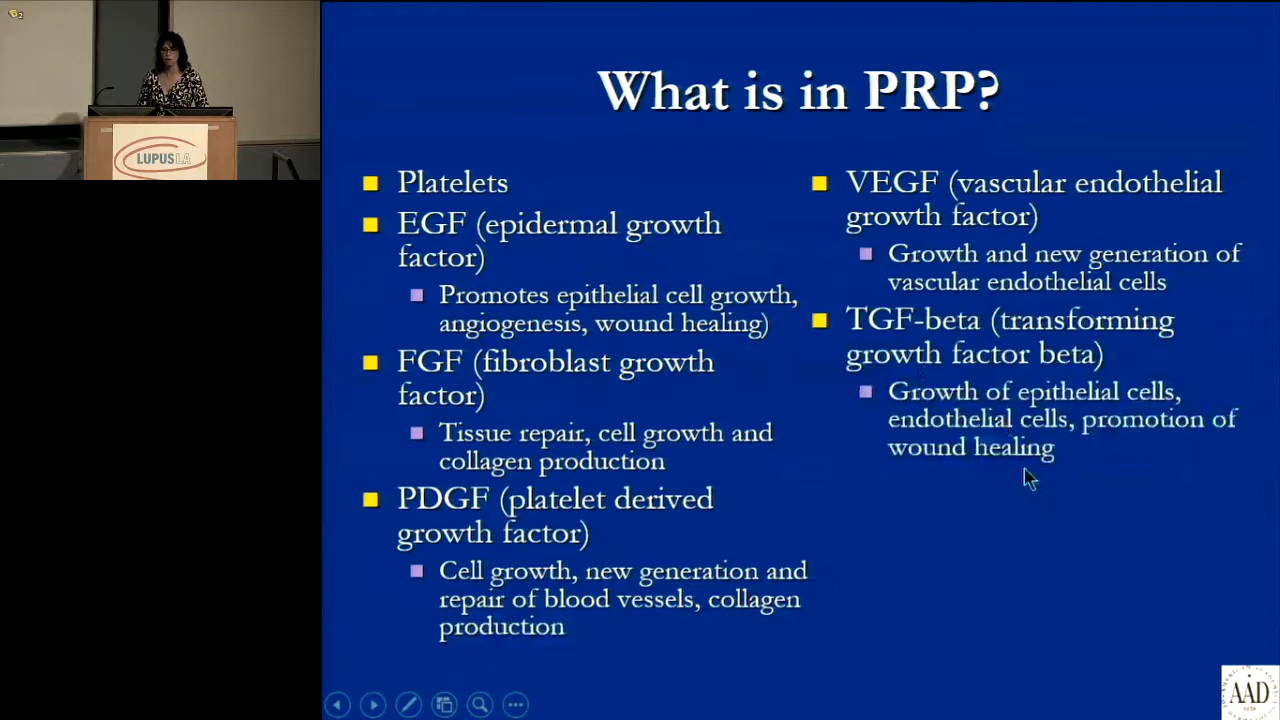 What is in PRP?
Platelets
EGF (epidermal growth
factor)
Promotes epithelial cell growth,
angiogenesis, wound healing)
FGF (fibroblast growth
factor)
Tissue repair, cell growth and
collagen production
PDGF (platelet derived
growth factor)
Cell growth, new generation and
repair of blood vessels, collagen
production
VEGF (vascular endothelial
growth factor)
Growth and new generation of
vascular endothelial cells
TGF-beta (transforming
growth factor beta)
Growth of epithelial cells,
endothelial cells, promotion of
wound healing
LUPUS LA
AAD